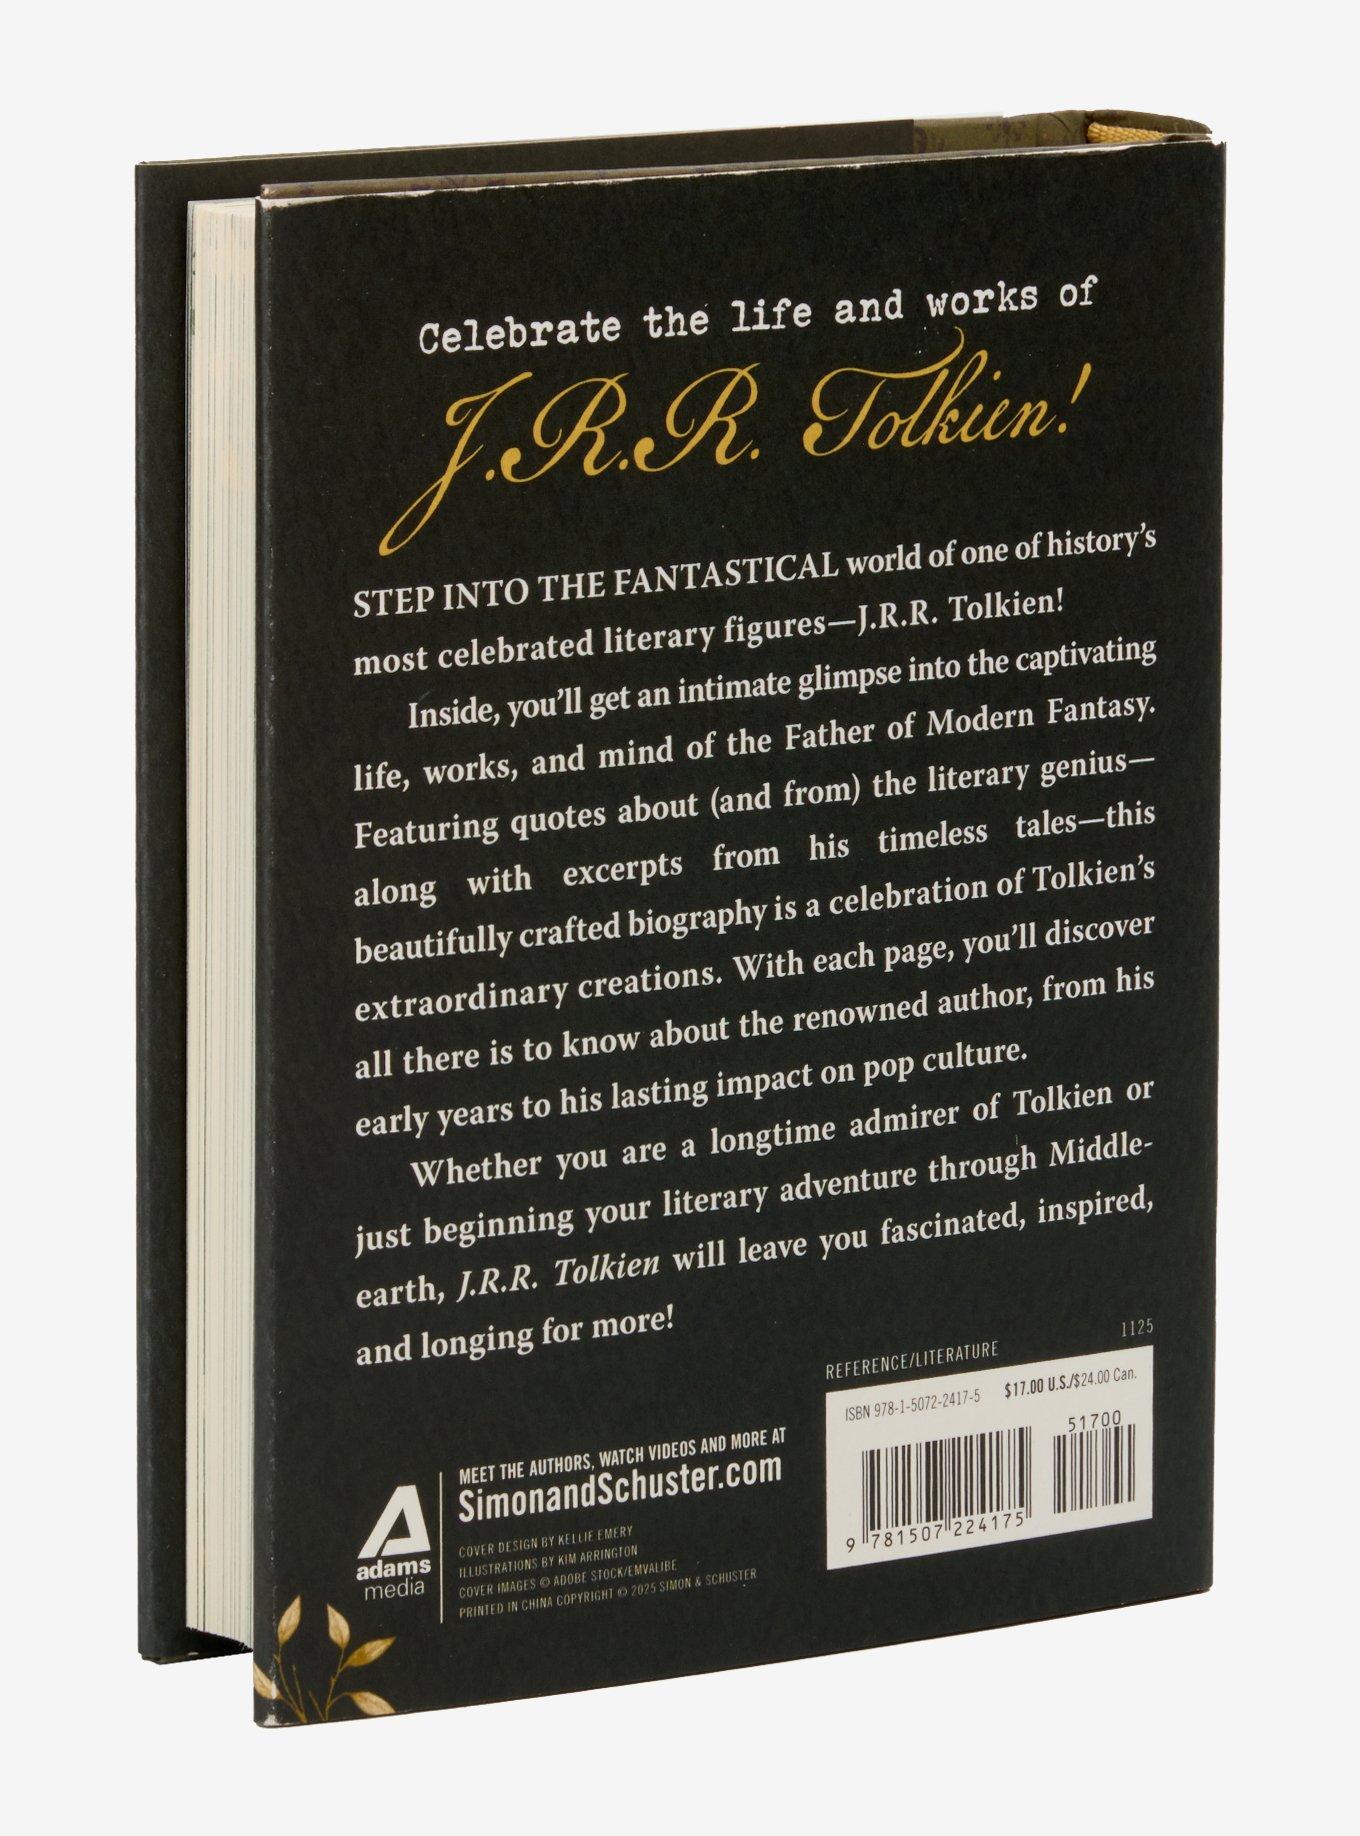 Celebrate the life and works of
J.R.R. Tolkien!
STEP INTO THE FANTASTICAL world of one of history's
most celebrated literary figures—J.R.R. Tolkien!
Inside, you'll get an intimate glimpse into the captivating
life, works, and mind of the Father of Modern Fantasy.
Featuring quotes about (and from) the literary genius—
along with excerpts from his timeless tales—this
beautifully crafted biography is a celebration of Tolkien's
extraordinary creations. With each page, you'll discover
all there is to know about the renowned author, from his
early years to his lasting impact on pop culture.
Whether you are a longtime admirer of Tolkien or
just beginning your literary adventure through Middle-
earth, J.R.R. Tolkien will leave you fascinated, inspired,
and longing for more!
1125
REFERENCE/LITERATURE
ISBN 978-1-5072-2417-5 $17.00 U.S./$24.00 Can.
51700
9 781507 224175
MEET THE AUTHORS, WATCH VIDEOS AND MORE AT
SimonandSchuster.com
COVER DESIGN BY KELLIE EMERY
ILLUSTRATIONS BY KIM ARRINGTON
COVER IMAGES © ADOBE STOCK/EMVALIBE
PRINTED IN CHINA COPYRIGHT © 2025 SIMON & SCHUSTER
adams
media